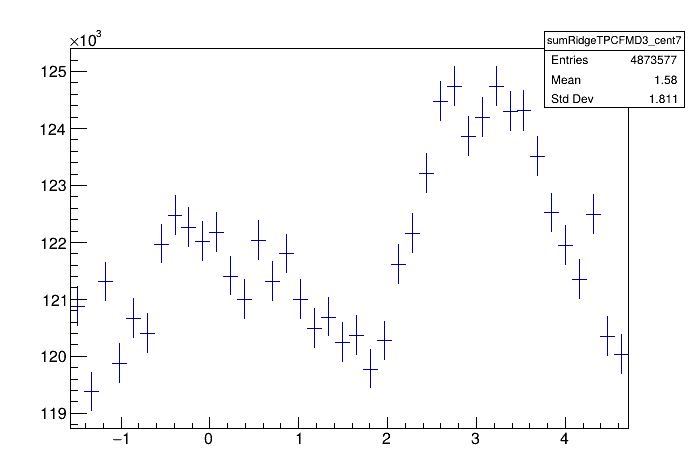 ×10³
sumRidgeTPCFMD3_cent7
Entries 4873577
Mean 1.58
Std Dev 1.811
125
124
123
122
121
120
119
−1 0 1 2 3 4